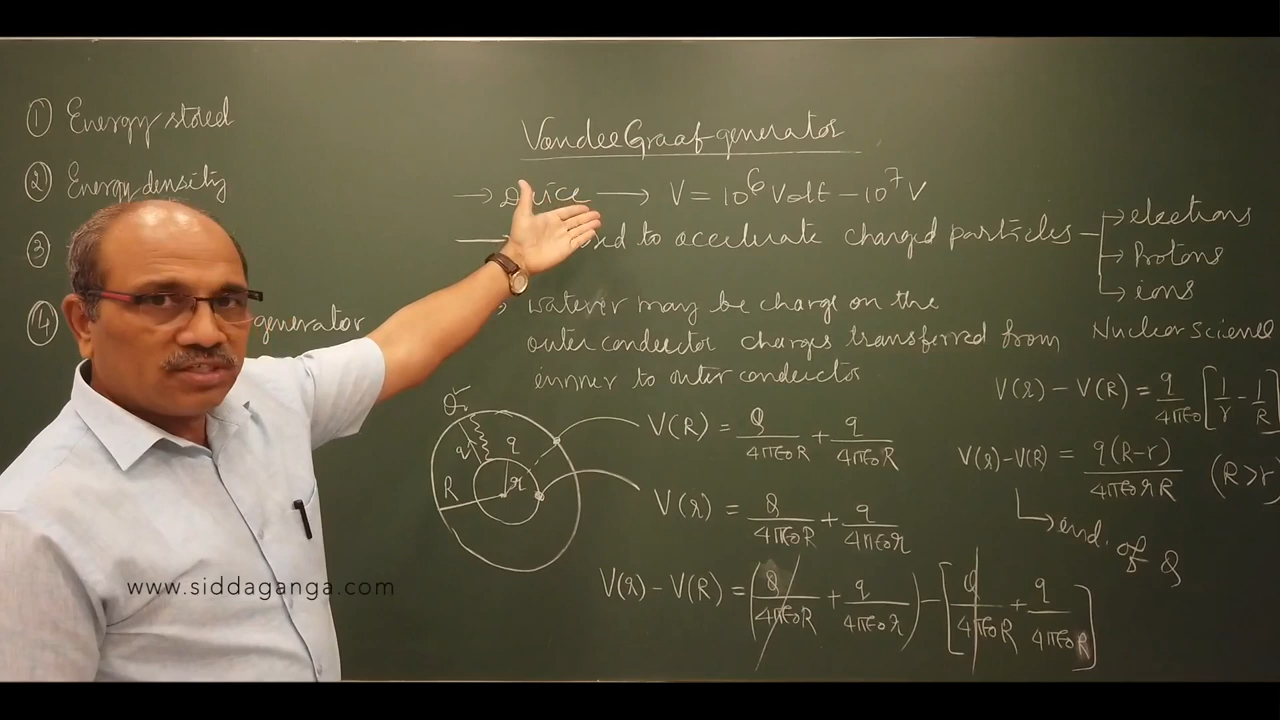 ① Energy stored
② Energy density
③
④ generator
VandeeGraaf generator
→ Device → V = 10⁶ Volt – 10⁷ V
→ used to accelerate charged particles
→ electrons
→ Protons
→ ions
Nuclear Science
watever may be charge on the
outer conductor charges transferred from
innner to outer conductor
Q
q
q
R
r
V(R) = Q/4πε₀R + q/4πε₀R
V(r) = Q/4πε₀R + q/4πε₀r
V(r) – V(R) = (Q/4πε₀R + q/4πε₀r) – [Q/4πε₀R + q/4πε₀R]
V(r) – V(R) = q/4πε₀ [1/r – 1/R]
V(r) – V(R) = q(R–r)/4πε₀rR (R>r)
→ ind. of Q
www.siddaganga.com